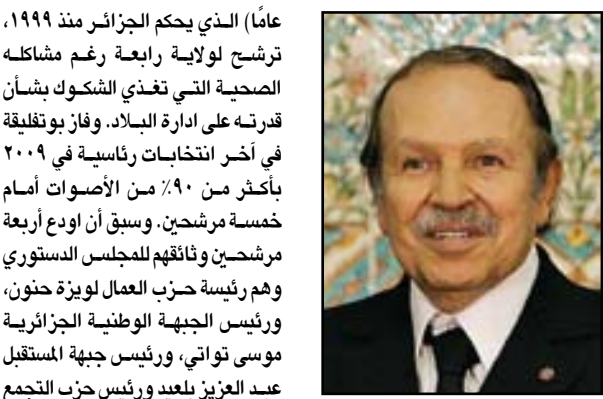 عامًا) الذي يحكم الجزائر منذ ١٩٩٩،
ترشح لولاية رابعة رغم مشاكله
الصحية التي تغذي الشكوك بشأن
قدرته على ادارة البلاد. وفاز بوتفليقة
في آخر انتخابات رئاسية في ٢٠٠٩
بأكثر من ٩٠٪ من الأصوات أمام
خمسة مرشحين. وسبق أن اودع أربعة
مرشحين وثائقهم للمجلس الدستوري
وهم رئيسة حزب العمال لويزة حنون،
ورئيس الجبهة الوطنية الجزائرية
موسى تواتي، ورئيس جبهة المستقبل
عبد العزيز بلعيد ورئيس حزب التجمع